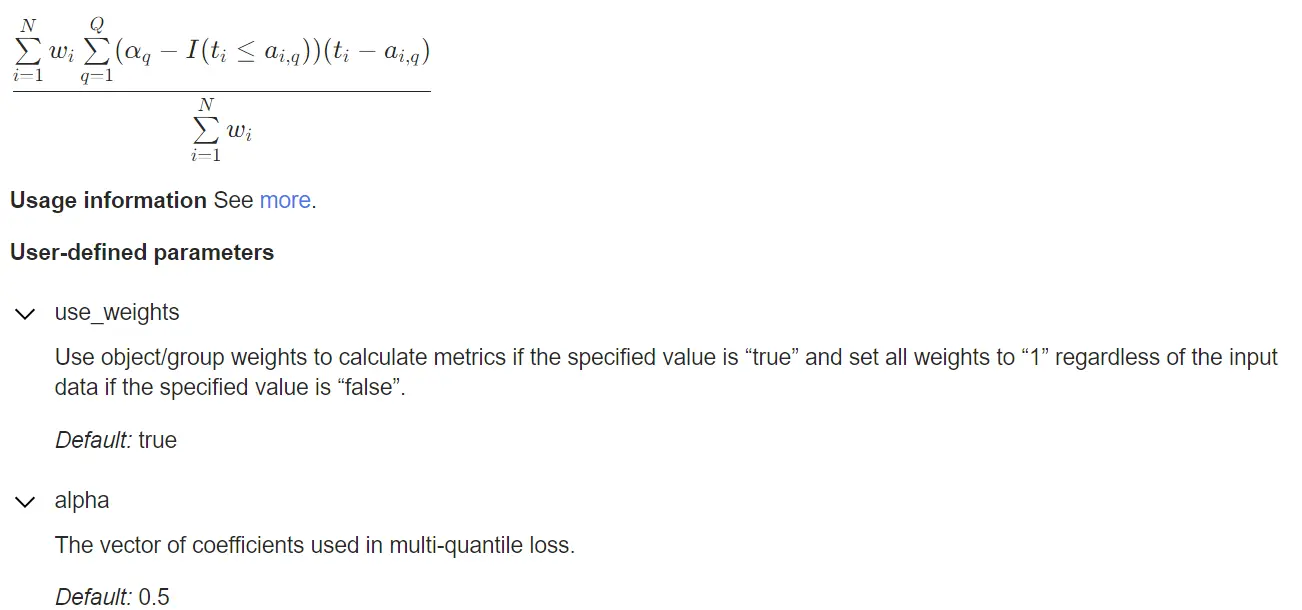 \frac{\sum_{i=1}^{N} w_i \sum_{q=1}^{Q} (\alpha_q - I(t_i \leq a_{i,q}))(t_i - a_{i,q})}{\sum_{i=1}^{N} w_i}
Usage information See more.
User-defined parameters
use_weights
Use object/group weights to calculate metrics if the specified value is “true” and set all weights to “1” regardless of the input
data if the specified value is “false”.
Default: true
alpha
The vector of coefficients used in multi-quantile loss.
Default: 0.5